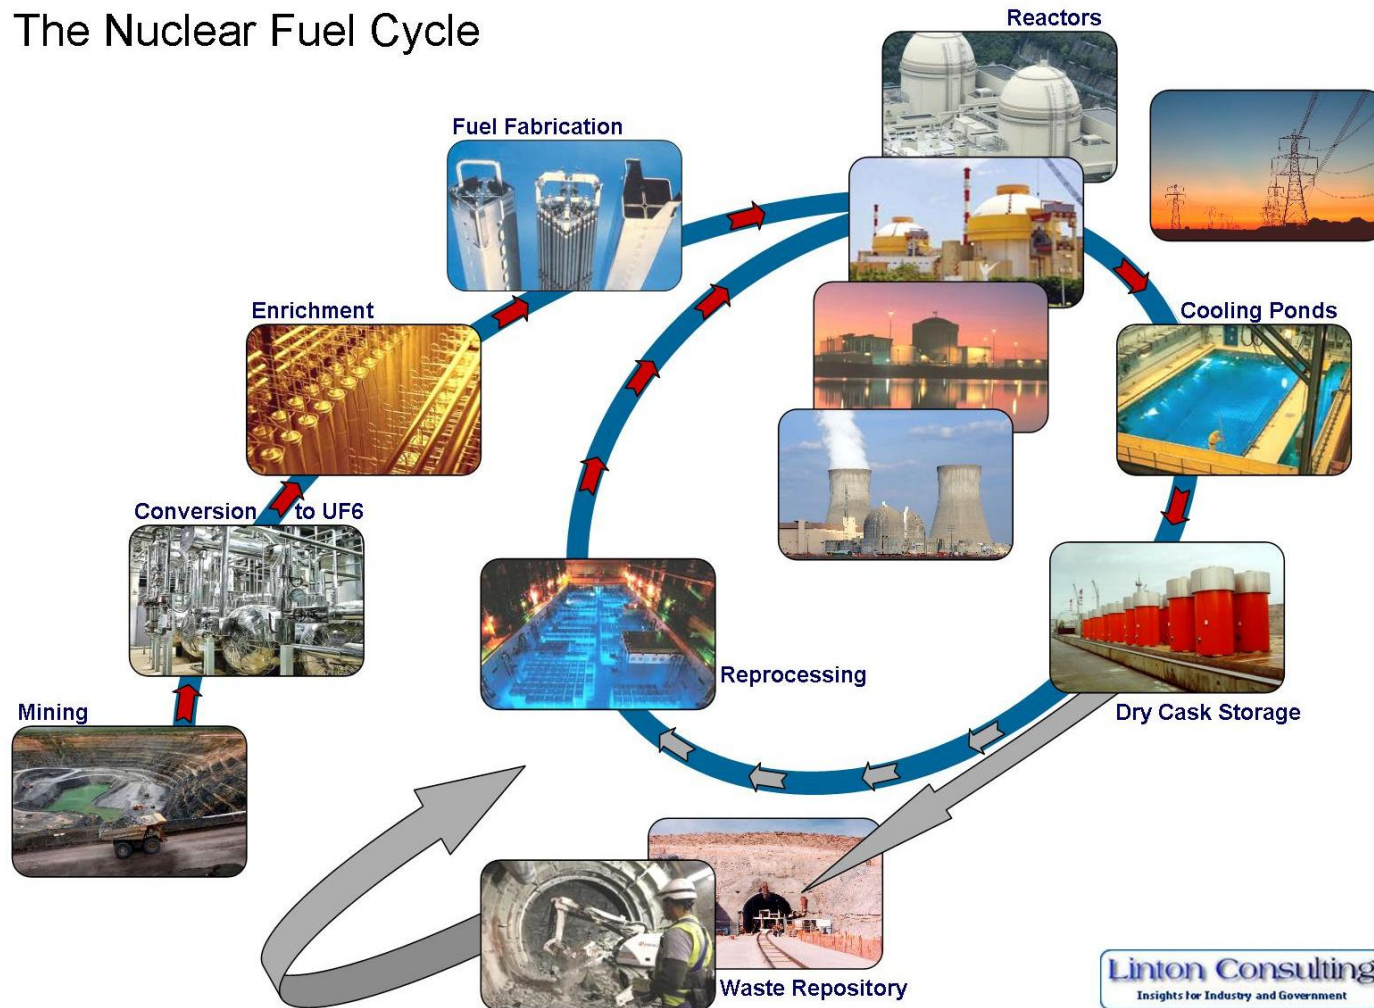 The Nuclear Fuel Cycle
Reactors
Fuel Fabrication
Enrichment
Cooling Ponds
Conversion to UF6
Reprocessing
Mining
Dry Cask Storage
Waste Repository
Linton Consulting
Insights for Industry and Government